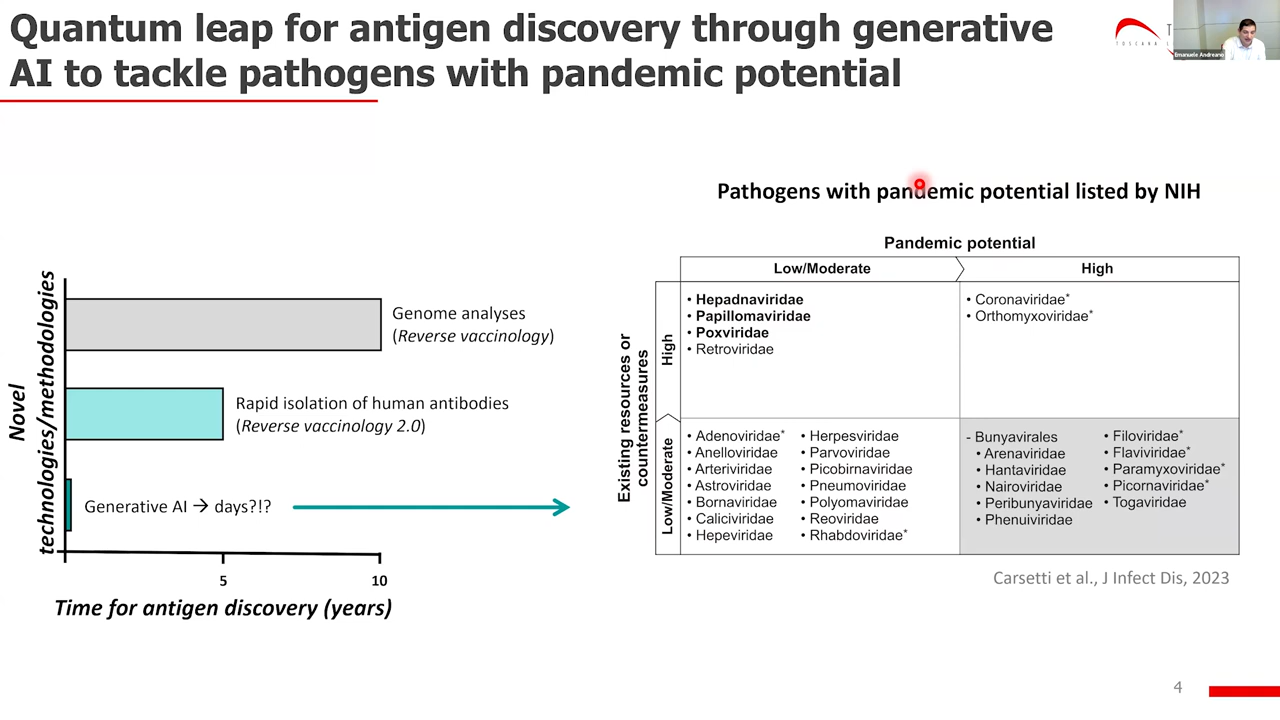 Quantum leap for antigen discovery through generative
AI to tackle pathogens with pandemic potential
Emanuele Andreano
Novel
technologies/methodologies
Genome analyses
(Reverse vaccinology)
Rapid isolation of human antibodies
(Reverse vaccinology 2.0)
Generative AI → days?!?
5
10
Time for antigen discovery (years)
Pathogens with pandemic potential listed by NIH
Pandemic potential
Low/Moderate
High
Existing resources or
countermeasures
High
• Hepadnaviridae
• Papillomaviridae
• Poxviridae
• Retroviridae
• Coronaviridae*
• Orthomyxoviridae*
Low/Moderate
• Adenoviridae*
• Anelloviridae
• Arteriviridae
• Astroviridae
• Bornaviridae
• Caliciviridae
• Hepeviridae
• Herpesviridae
• Parvoviridae
• Picobirnaviridae
• Pneumoviridae
• Polyomaviridae
• Reoviridae
• Rhabdoviridae*
- Bunyavirales
• Arenaviridae
• Hantaviridae
• Nairoviridae
• Peribunyaviridae
• Phenuiviridae
• Filoviridae*
• Flaviviridae*
• Paramyxoviridae*
• Picornaviridae*
• Togaviridae
Carsetti et al., J Infect Dis, 2023
4